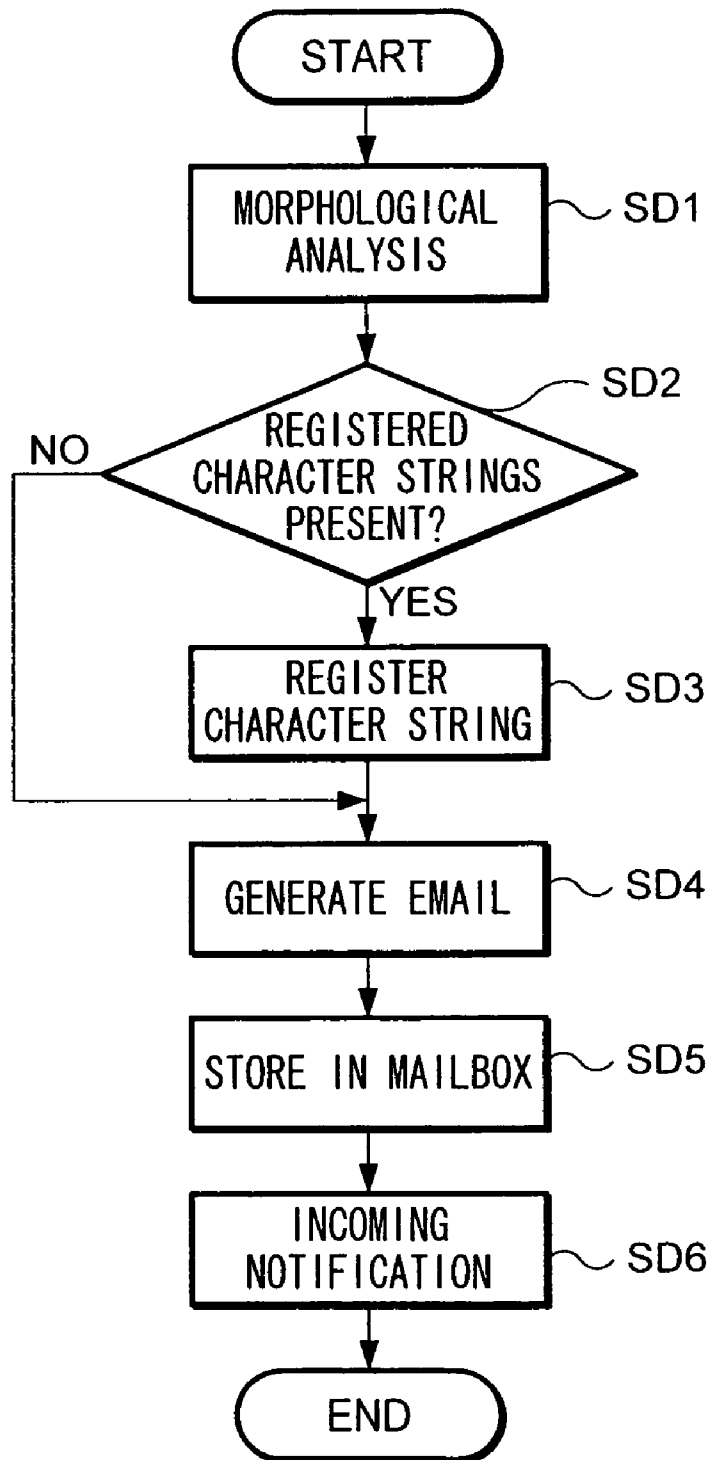 START
MORPHOLOGICAL
ANALYSIS
SD1
SD2
REGISTERED
CHARACTER STRINGS
PRESENT?
NO
YES
REGISTER
CHARACTER STRING
SD3
GENERATE EMAIL
SD4
STORE IN MAILBOX
SD5
INCOMING
NOTIFICATION
SD6
END